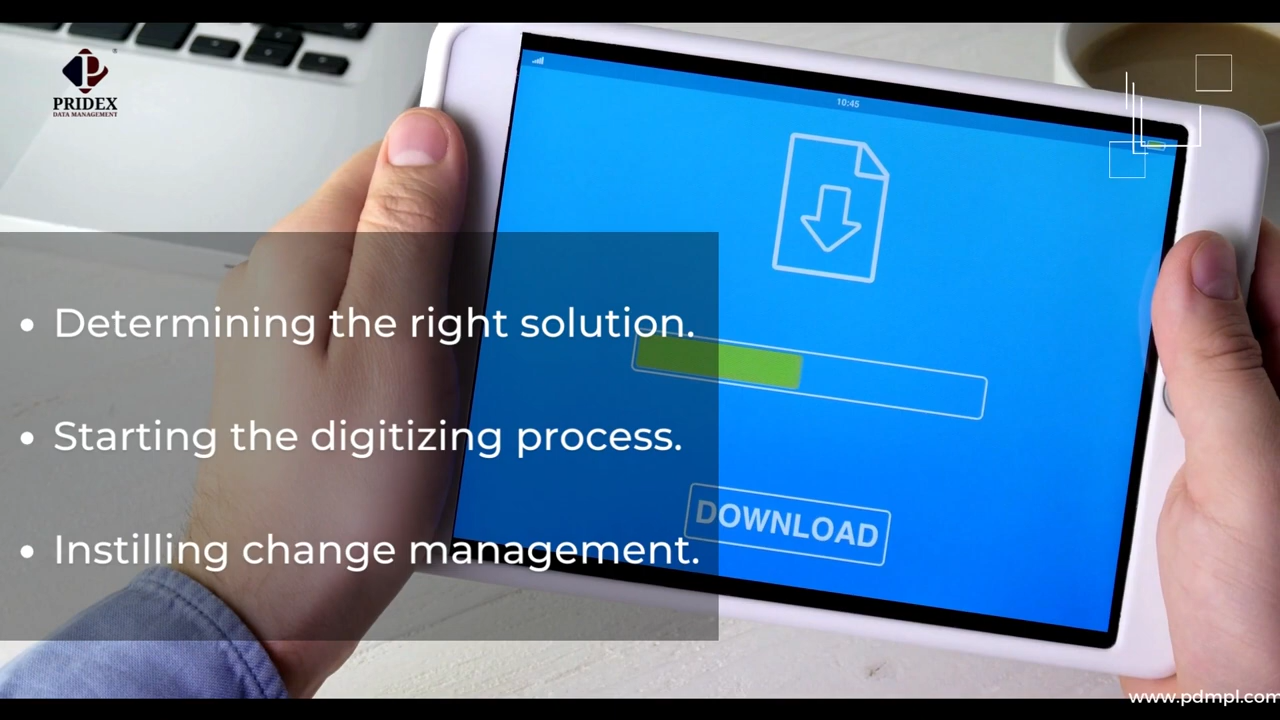 PRIDEX
DATA MANAGEMENT
10:45
• Determining the right solution.
• Starting the digitizing process.
• Instilling change management.
DOWNLOAD
www.pdmpl.com